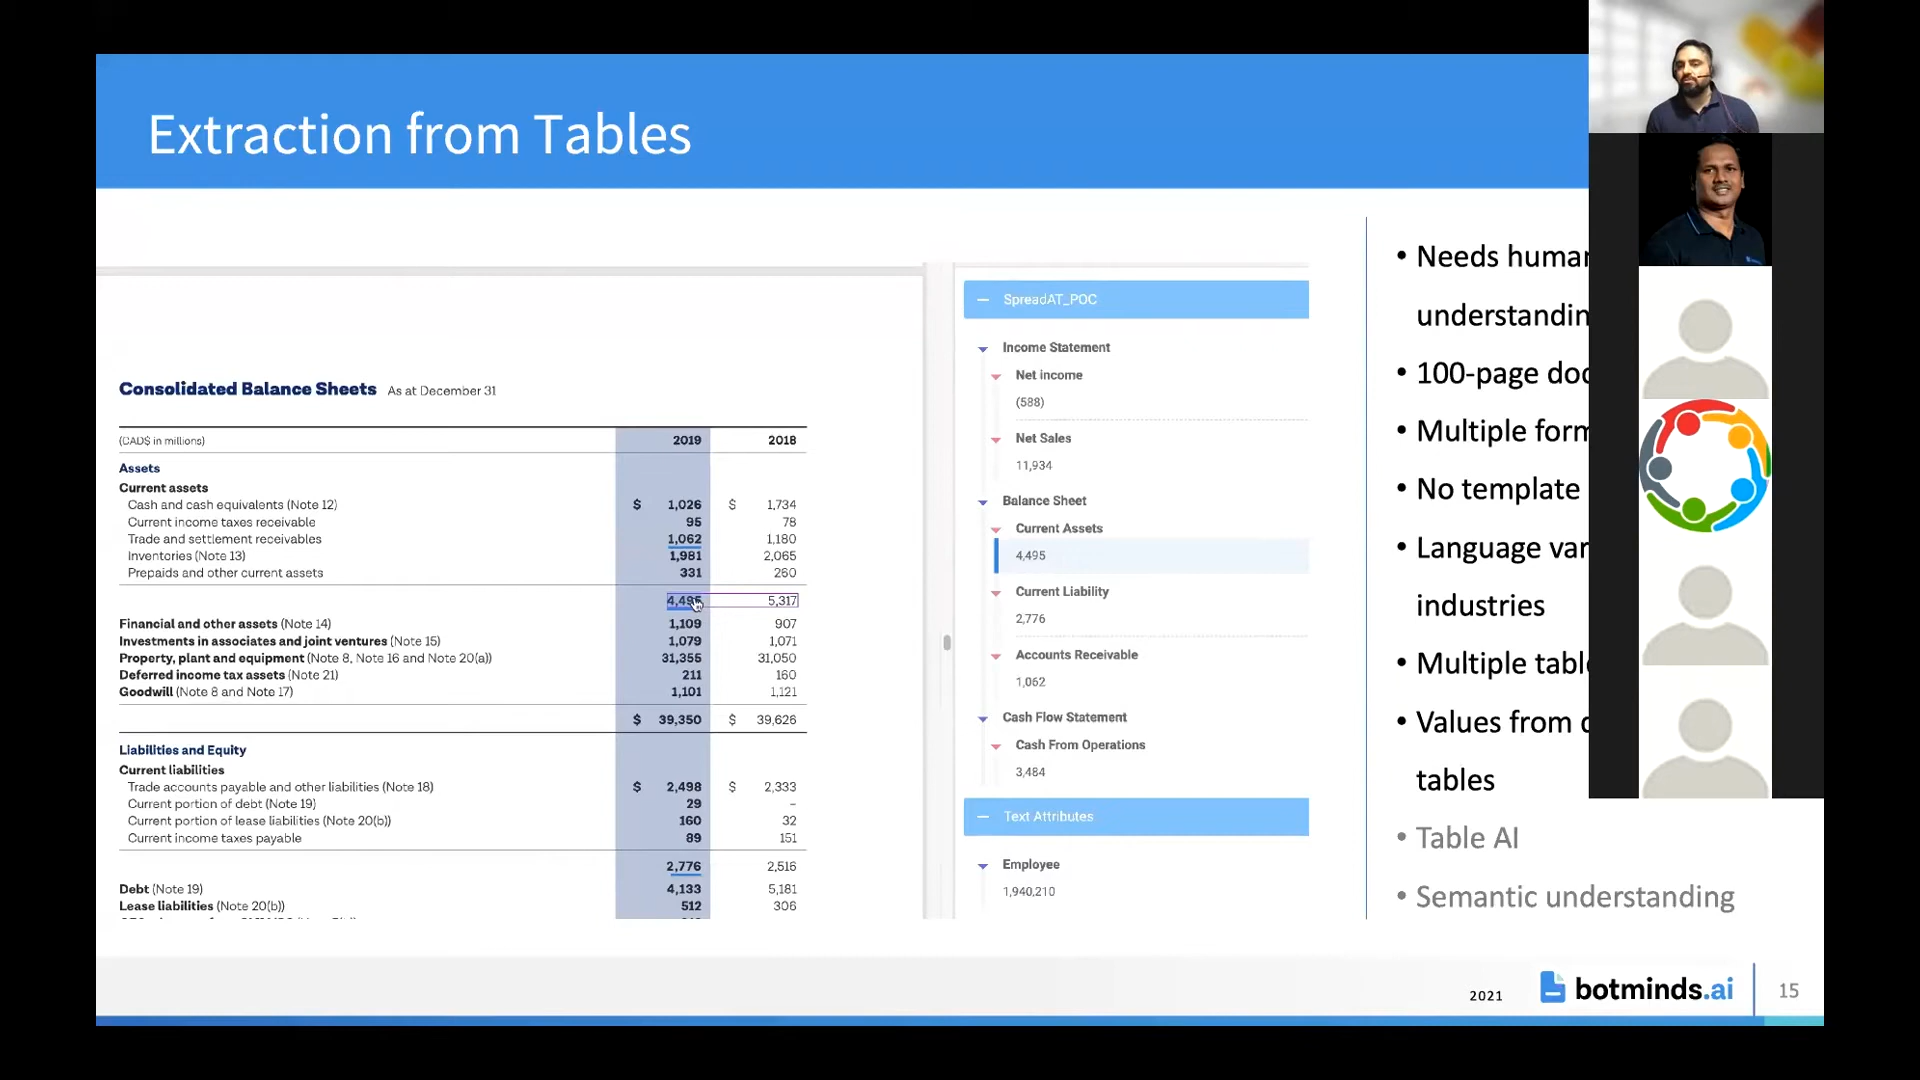 Extraction from Tables
Consolidated Balance Sheets As at December 31
(CAD$ in millions) 2019 2018
Assets
Current assets
Cash and cash equivalents (Note 12) $ 1,026 $ 1,734
Current income taxes receivable 95 78
Trade and settlement receivables 1,062 1,180
Inventories (Note 13) 1,981 2,065
Prepaids and other current assets 331 260
4,495 5,317
Financial and other assets (Note 14) 1,109 907
Investments in associates and joint ventures (Note 15) 1,079 1,071
Property, plant and equipment (Note 8, Note 16 and Note 20(a)) 31,355 31,050
Deferred income tax assets (Note 21) 211 160
Goodwill (Note 8 and Note 17) 1,101 1,121
$ 39,350 $ 39,626
Liabilities and Equity
Current liabilities
Trade accounts payable and other liabilities (Note 18) $ 2,498 $ 2,333
Current portion of debt (Note 19) 29 –
Current portion of lease liabilities (Note 20(b)) 160 32
Current income taxes payable 89 151
2,776 2,516
Debt (Note 19) 4,133 5,181
Lease liabilities (Note 20(b)) 512 306
SpreadAT_POC
Income Statement
Net income
(588)
Net Sales
11,934
Balance Sheet
Current Assets
4,495
Current Liability
2,776
Accounts Receivable
1,062
Cash Flow Statement
Cash From Operations
3,484
Text Attributes
Employee
1,940,210
• Needs human
understandin
• 100-page doc
• Multiple form
• No template
• Language var
industries
• Multiple table
• Values from
tables
• Table AI
• Semantic understanding
2021 botminds.ai 15